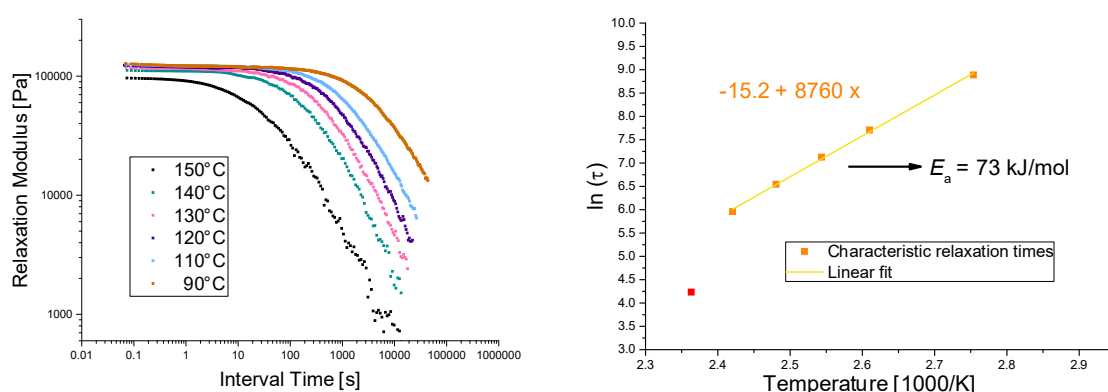 100000
10000
1000
Relaxation Modulus [Pa]
150°C
140°C
130°C
120°C
110°C
90°C
0.01 0.1 1 10 100 1000 10000 100000 1000000
Interval Time [s]
10.0
9.5
9.0
8.5
8.0
7.5
7.0
6.5
6.0
5.5
5.0
4.5
4.0
3.5
3.0
ln (τ)
-15.2 + 8760 x
Ea = 73 kJ/mol
Characteristic relaxation times
Linear fit
2.3 2.4 2.5 2.6 2.7 2.8 2.9
Temperature [1000/K]